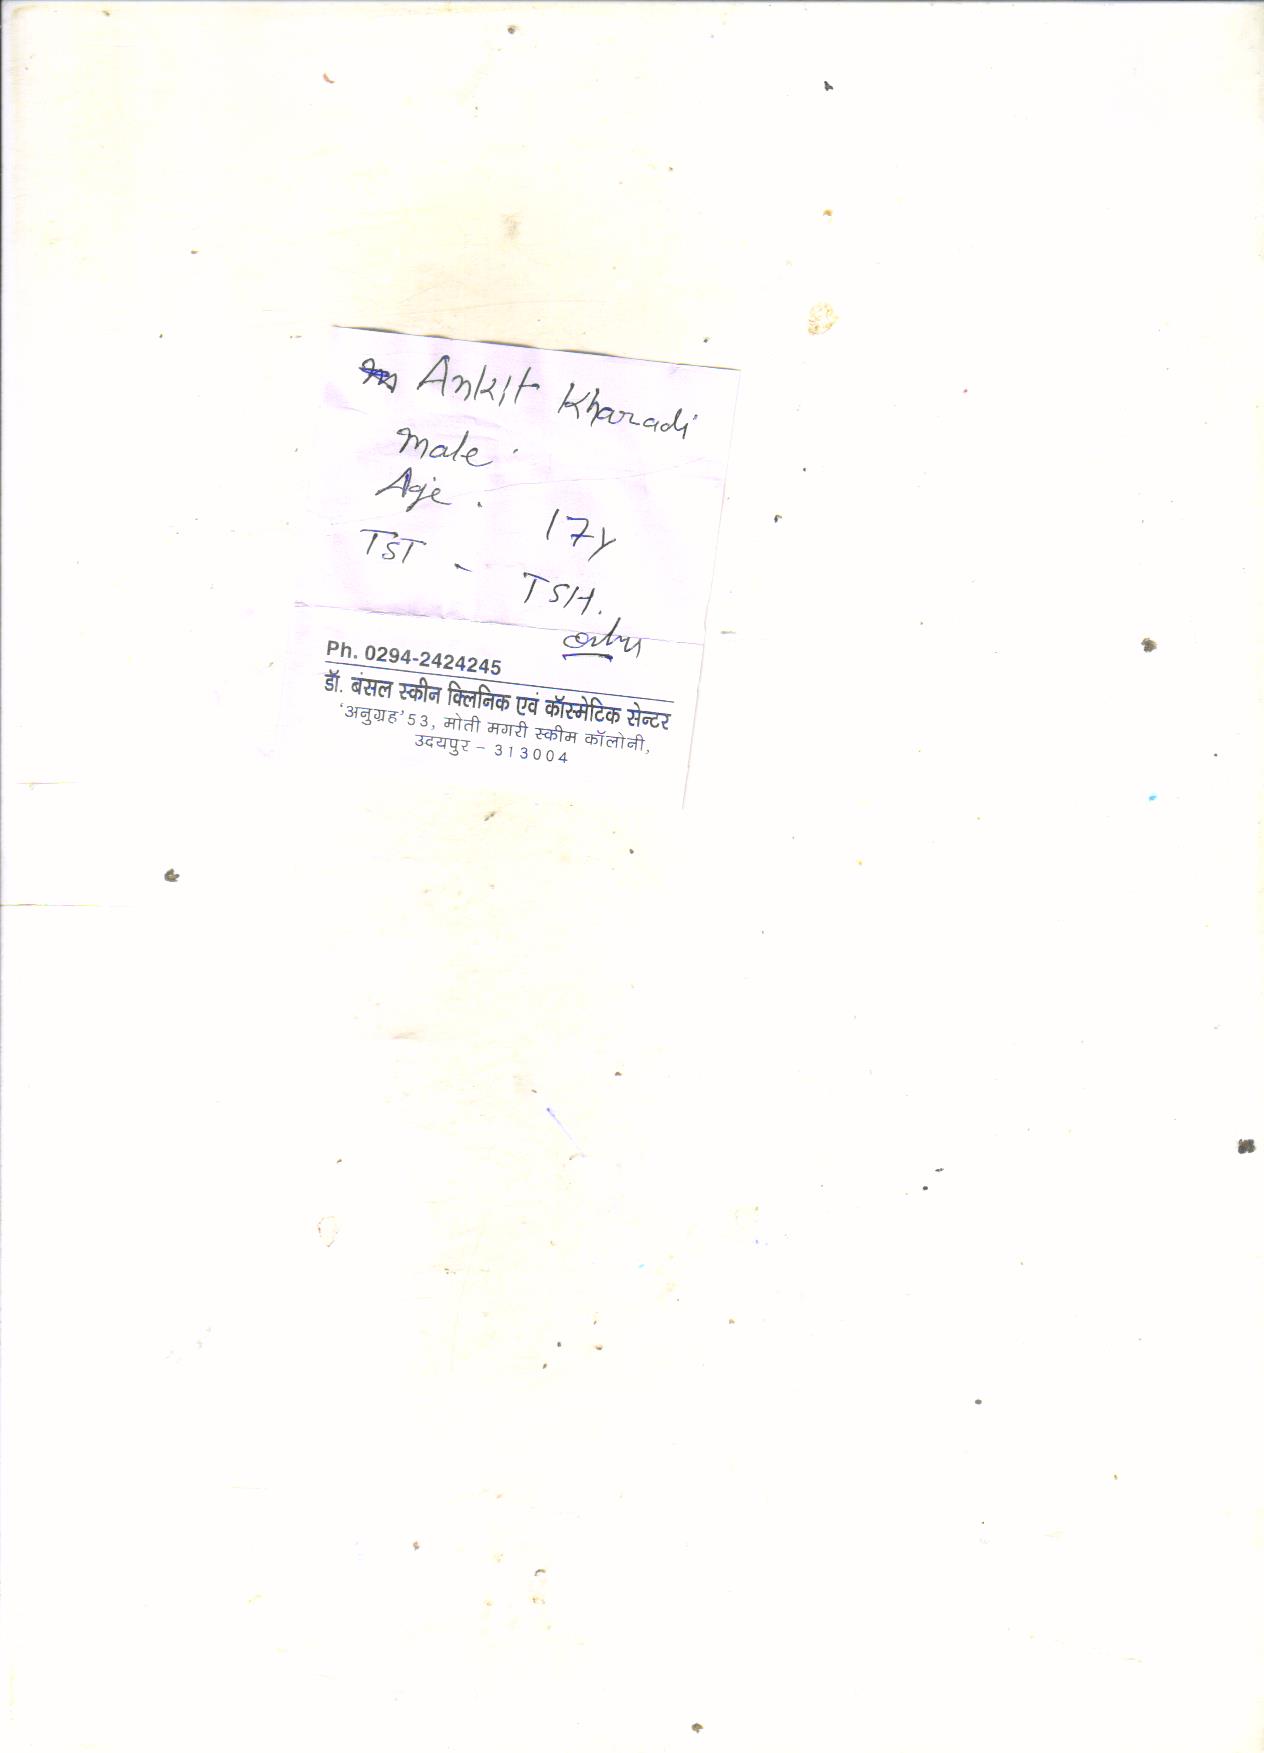 Ankit Kharadi
Male.
Age. 17y
TST - TSH.
Ph. 0294-2424245
डॉ. बंसल स्कीन क्लिनिक एवं कॉस्मेटिक सेन्टर
‘अनुग्रह’ 53, मोती मगरी स्कीम कॉलोनी,
उदयपुर – 313004